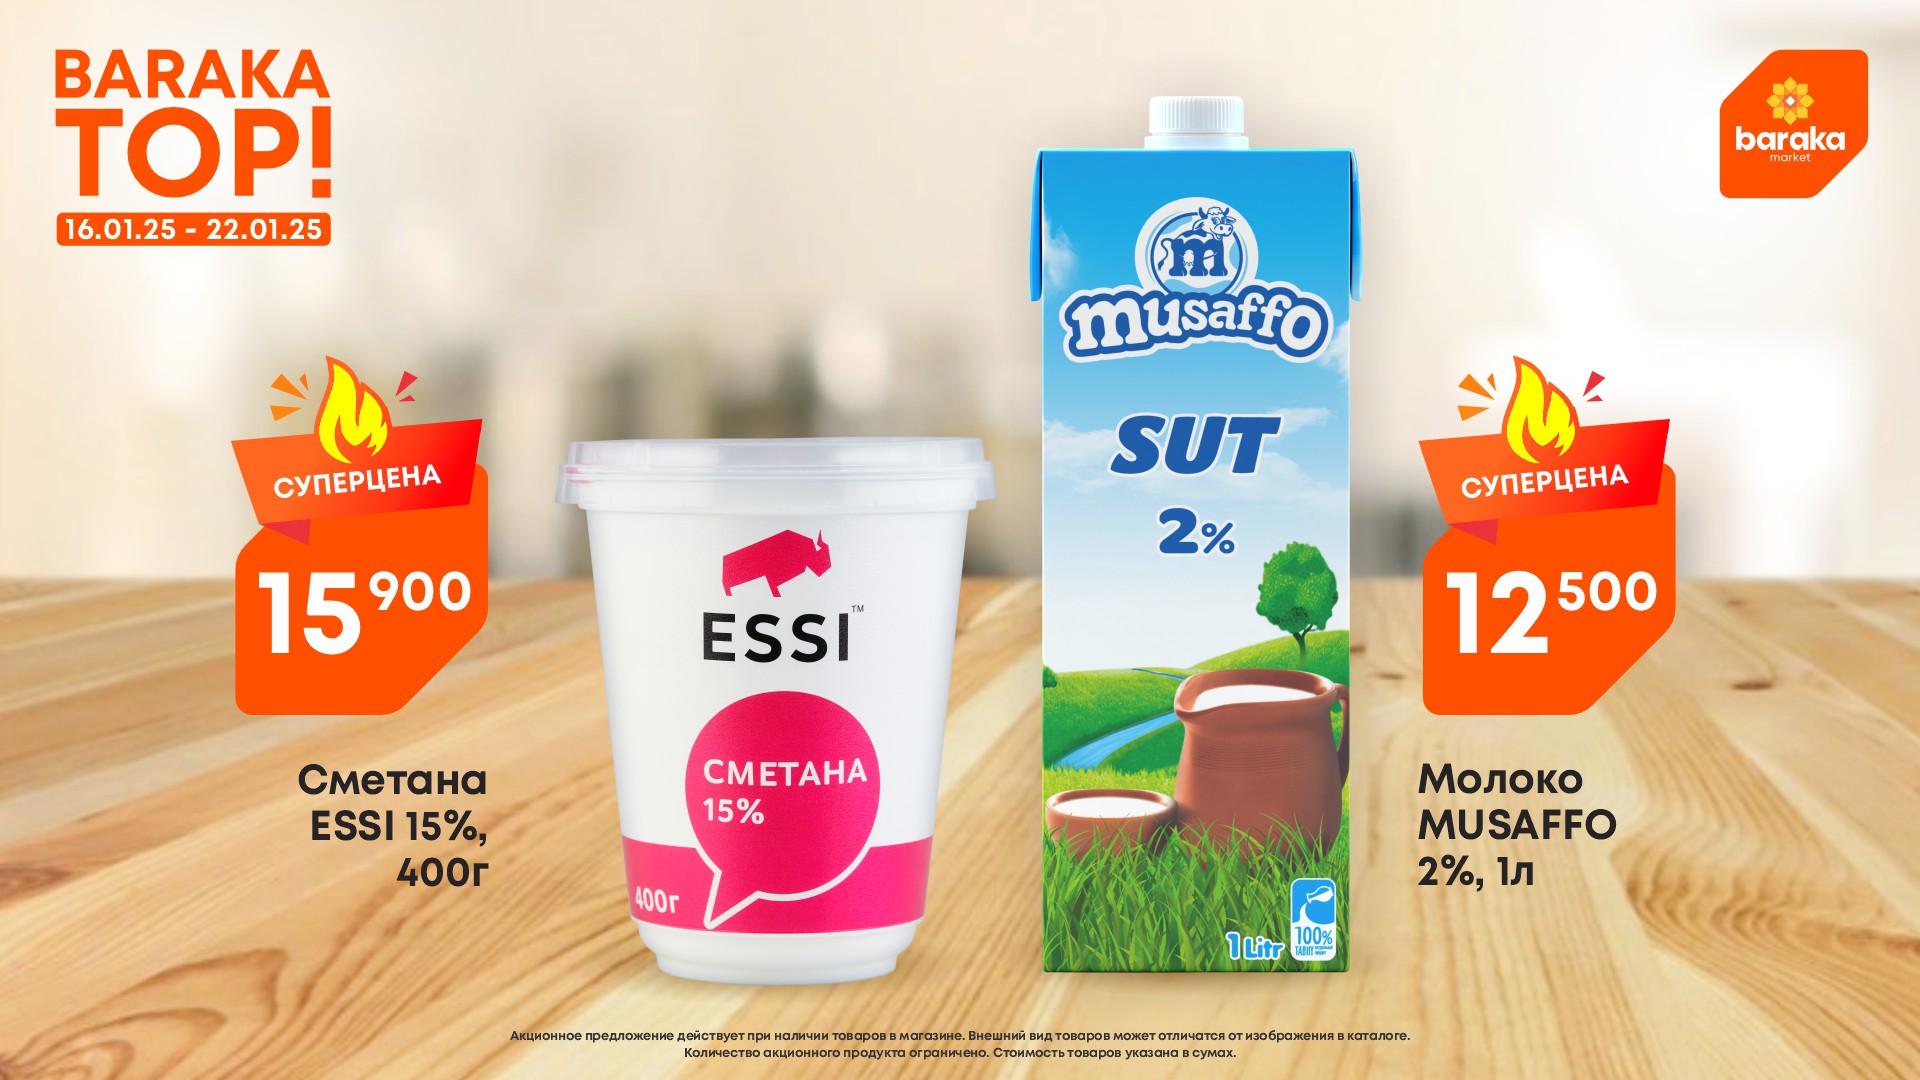 BARAKA
TOP!
16.01.25 - 22.01.25
baraka
market
СУПЕРЦЕНА
15 900
Сметана
ESSI 15%,
400г
ESSI™
СМЕТАНА
15%
400г
musaffo
SUT
2%
1 Litr
100%
TABIIY
СУПЕРЦЕНА
12 500
Молоко
MUSAFFO
2%, 1л
Акционное предложение действует при наличии товаров в магазине. Внешний вид товаров может отличатся от изображения в каталоге.
Количество акционного продукта ограничено. Стоимость товаров указана в сумах.